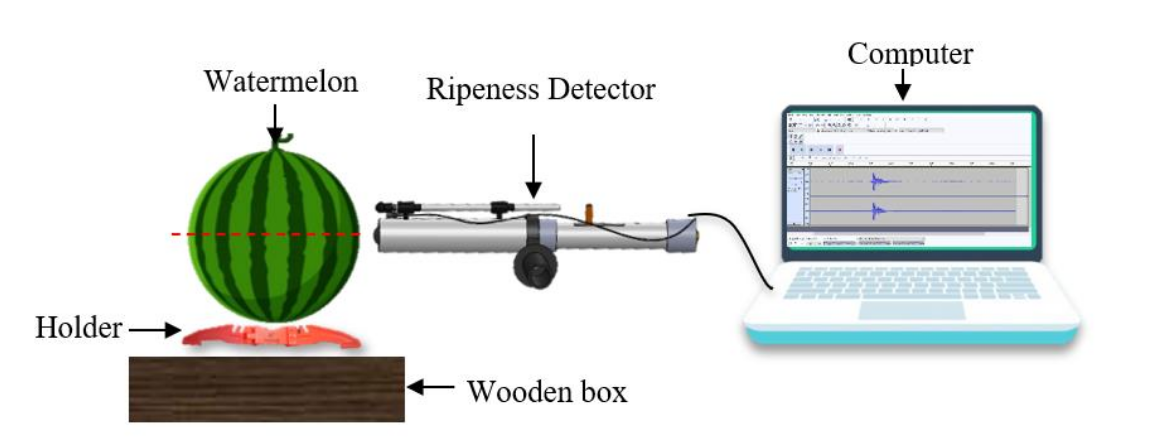 Computer
Watermelon
Ripeness Detector
Holder
Wooden box